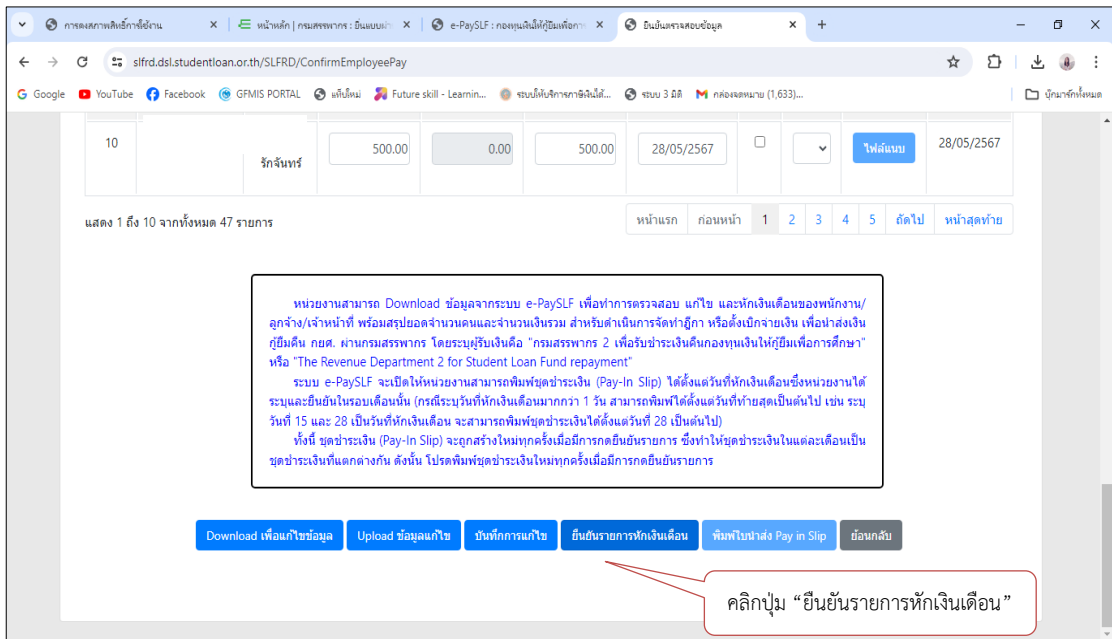 การตงสภาพสิทธิ์การใช้งาน
หน้าหลัก | กรมสรรพากร : ยื่นแบบผ่า
e-PaySLF : กองทุนเงินให้กู้ยืมเพื่อกา
ยืนยันตรวจสอบข้อมูล
slfrd.dsl.studentloan.or.th/SLFRD/ConfirmEmployeePay
Google YouTube Facebook GFMIS PORTAL แท็บใหม่ Future skill - Learnin... ระบบ 3 มิติ กล่องจดหมาย (1,633)... บุ๊กมาร์กทั้งหมด
10 รักจันทร์ 500.00 0.00 500.00 28/05/2567 ไฟล์แนบ 28/05/2567
แสดง 1 ถึง 10 จากทั้งหมด 47 รายการ หน้าแรก ก่อนหน้า 1 2 3 4 5 ถัดไป หน้าสุดท้าย
หน่วยงานสามารถ Download ข้อมูลจากระบบ e-PaySLF เพื่อทำการตรวจสอบ แก้ไข และหักเงินเดือนของพนักงาน/
ลูกจ้าง/เจ้าหน้าที่ พร้อมสรุปยอดจำนวนคนและจำนวนเงินรวม สำหรับดำเนินการจัดทำฎีกา หรือตั้งเบิกจ่ายเงิน เพื่อนำส่งเงิน
กู้ยืมคืน กยศ. ผ่านกรมสรรพากร โดยระบุผู้รับเงินคือ "กรมสรรพากร 2 เพื่อรับชำระเงินคืนกองทุนเงินให้กู้ยืมเพื่อการศึกษา"
หรือ "The Revenue Department 2 for Student Loan Fund repayment"
ระบบ e-PaySLF จะเปิดให้หน่วยงานสามารถพิมพ์ชุดชำระเงิน (Pay-In Slip) ได้ตั้งแต่วันที่หักเงินเดือนซึ่งหน่วยงานได้
ระบุและยืนยันในรอบเดือนนั้น (กรณีระบุวันที่หักเงินเดือนมากกว่า 1 วัน สามารถพิมพ์ได้ตั้งแต่วันที่ท้ายสุดเป็นต้นไป เช่น ระบุ
วันที่ 15 และ 28 เป็นวันที่หักเงินเดือน จะสามารถพิมพ์ชุดชำระเงินได้ตั้งแต่วันที่ 28 เป็นต้นไป)
ทั้งนี้ ชุดชำระเงิน (Pay-In Slip) จะถูกสร้างใหม่ทุกครั้งเมื่อมีการกดยืนยันรายการ ซึ่งทำให้ชุดชำระเงินในแต่ละเดือนเป็น
ชุดชำระเงินที่แตกต่างกัน ดังนั้น โปรดพิมพ์ชุดชำระเงินใหม่ทุกครั้งเมื่อมีการกดยืนยันรายการ
Download เพื่อแก้ไขข้อมูล Upload ข้อมูลแก้ไข บันทึกการแก้ไข ยืนยันรายการหักเงินเดือน พิมพ์ใบนำส่ง Pay in Slip ย้อนกลับ
คลิกปุ่ม “ยืนยันรายการหักเงินเดือน”